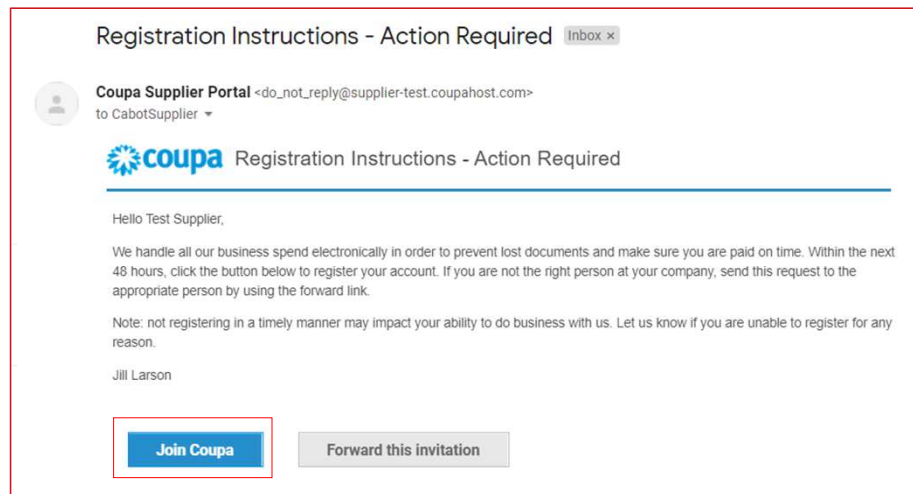 Registration Instructions - Action Required Inbox ×
Coupa Supplier Portal <do_not_reply@supplier-test.coupahost.com>
to CabotSupplier
coupa Registration Instructions - Action Required
Hello Test Supplier,
We handle all our business spend electronically in order to prevent lost documents and make sure you are paid on time. Within the next
48 hours, click the button below to register your account. If you are not the right person at your company, send this request to the
appropriate person by using the forward link.
Note: not registering in a timely manner may impact your ability to do business with us. Let us know if you are unable to register for any
reason.
Jill Larson
Join Coupa Forward this invitation